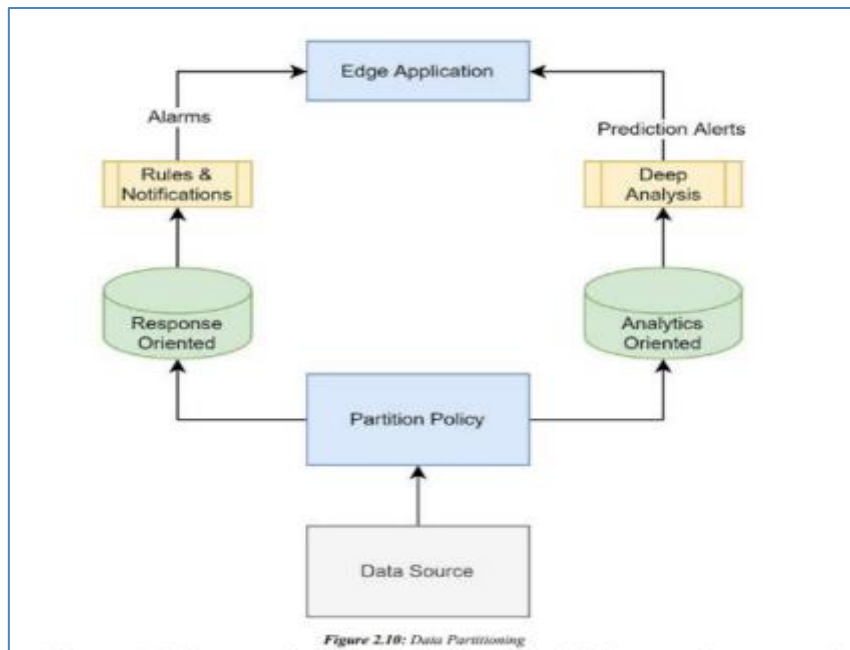 Edge Application
Alarms
Prediction Alerts
Rules &
Notifications
Deep
Analysis
Response
Oriented
Analytics
Oriented
Partition Policy
Data Source
Figure 2.10: Data Partitioning